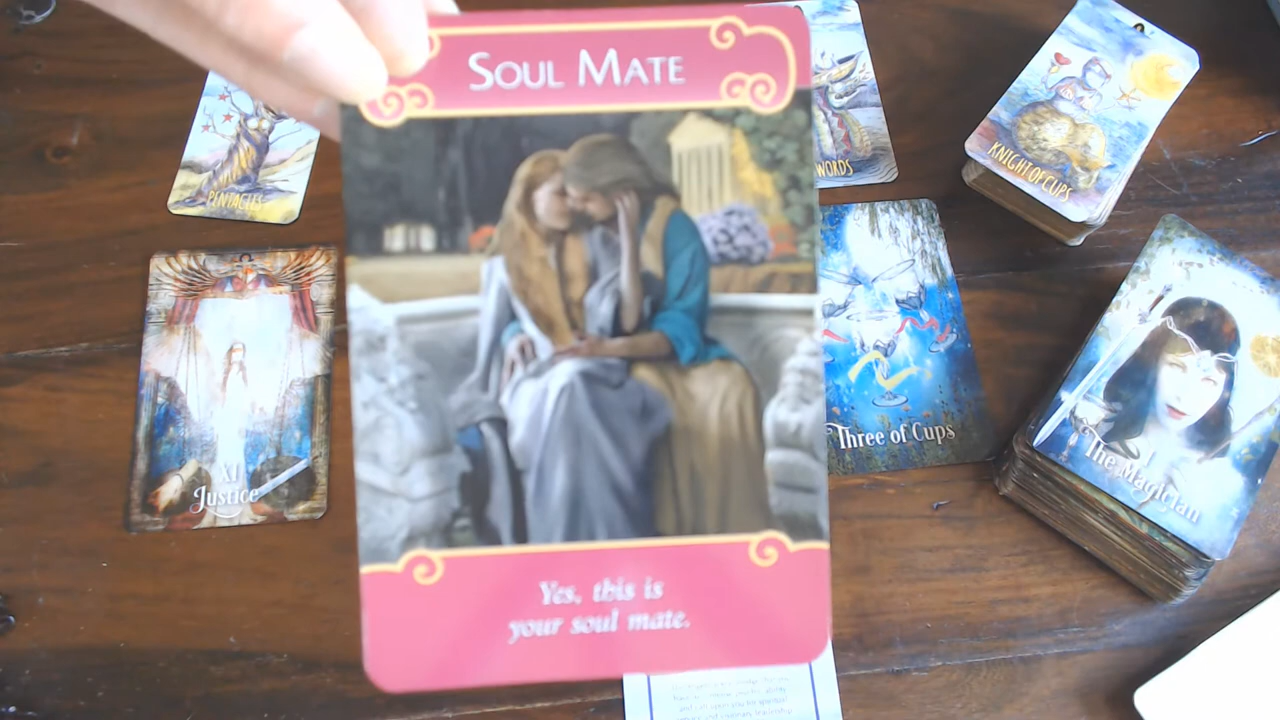 SOUL MATE
PENTACLES
WORDS
KNIGHT OF CUPS
XI
Justice
Three of Cups
The Magician
Yes, this is
your soul mate.